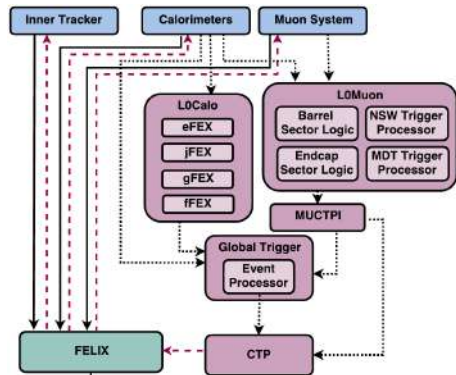 Inner Tracker
Calorimeters
Muon System
L0Calo
eFEX
jFEX
gFEX
fFEX
L0Muon
Barrel
Sector Logic
NSW Trigger
Processor
Endcap
Sector Logic
MDT Trigger
Processor
MUCTPI
Global Trigger
Event
Processor
FELIX
CTP